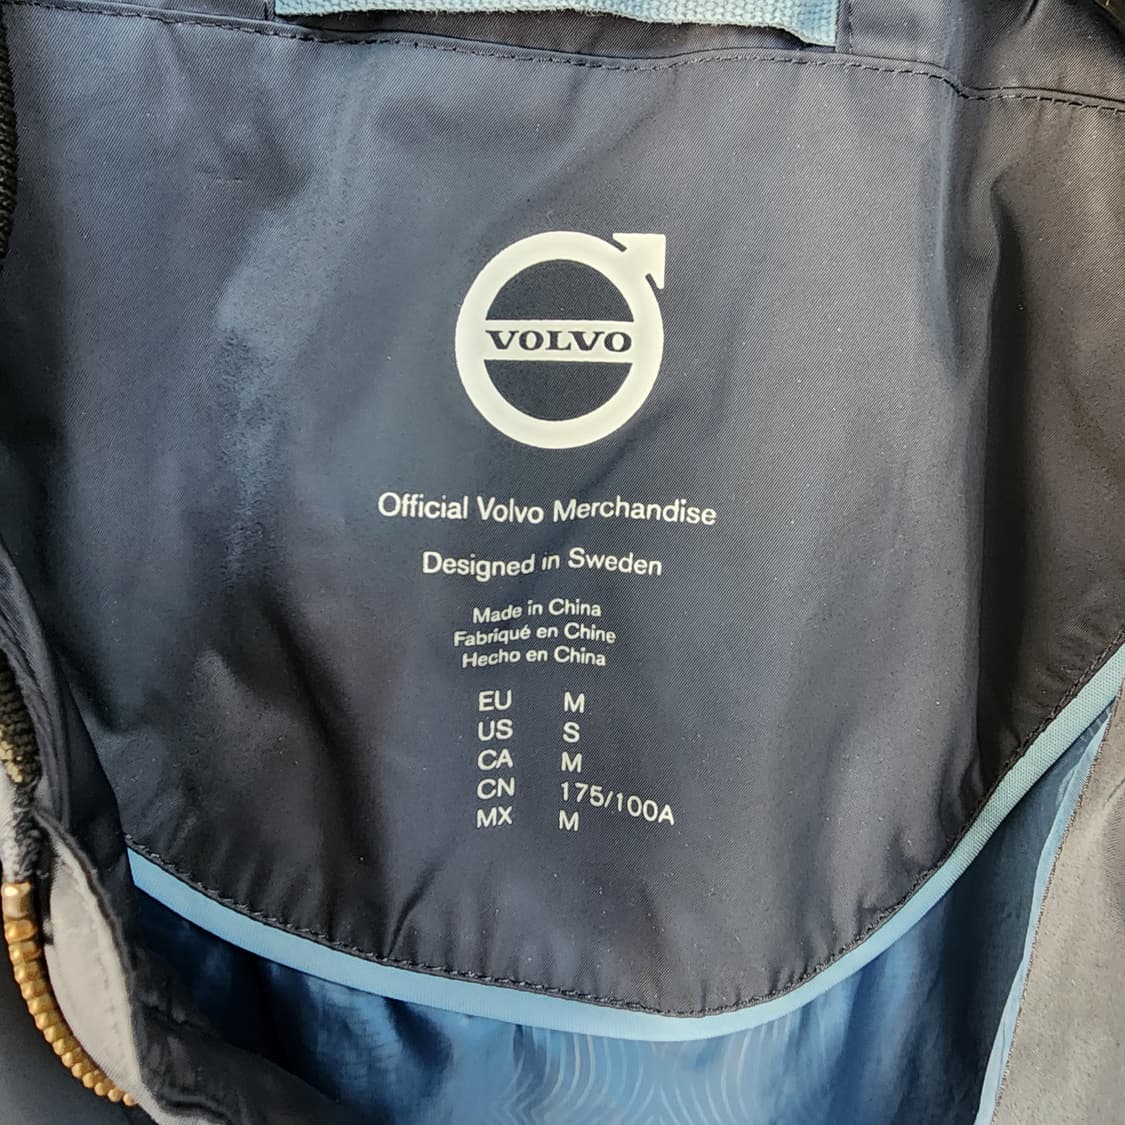 VOLVO
Official Volvo Merchandise
Designed in Sweden
Made in China
Fabriqué en Chine
Hecho en China
EU M
US S
CA M
CN 175/100A
MX M